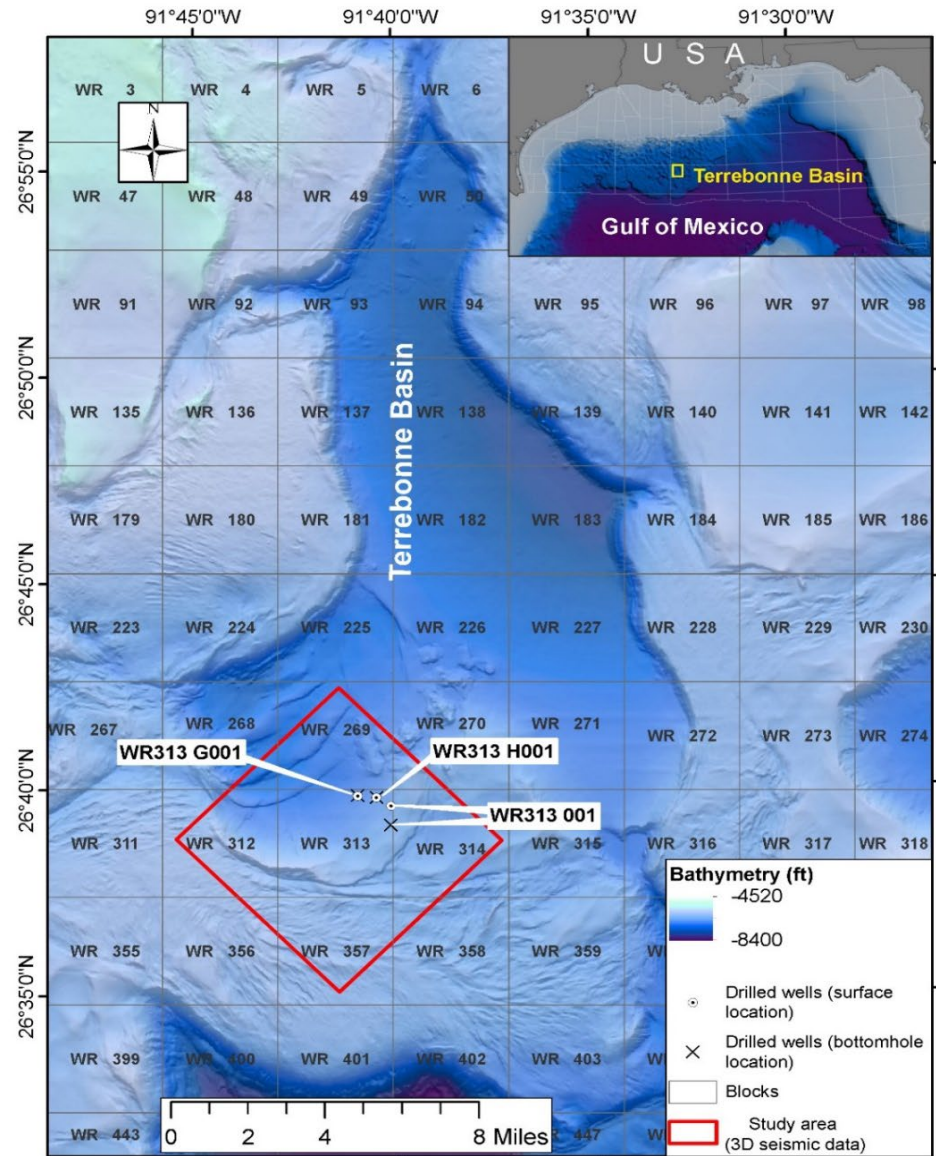 91°45'0"W 91°40'0"W 91°35'0"W 91°30'0"W
WR 3 WR 4 WR 5 WR 6
N
U S A
Terrebonne Basin
Gulf of Mexico
26°55'0"N
WR 47 WR 48 WR 49 WR 50
WR 91 WR 92 WR 93 WR 94 WR 95 WR 96 WR 97 WR 98
26°50'0"N
WR 135 WR 136 WR 137 WR 138 WR 139 WR 140 WR 141 WR 142
Terrebonne Basin
WR 179 WR 180 WR 181 WR 182 WR 183 WR 184 WR 185 WR 186
26°45'0"N
WR 223 WR 224 WR 225 WR 226 WR 227 WR 228 WR 229 WR 230
WR 267 WR 268 WR 269 WR 270 WR 271 WR 272 WR 273 WR 274
WR313 G001 WR313 H001
26°40'0"N
WR313 001
WR 311 WR 312 WR 313 WR 314 WR 315 WR 316 WR 317 WR 318
Bathymetry (ft)
-4520
-8400
WR 355 WR 356 WR 357 WR 358 WR 359
26°35'0"N
Drilled wells (surface
location)
Drilled wells (bottomhole
location)
WR 399 WR 400 WR 401 WR 402 WR 403
Blocks
Study area
(3D seismic data)
WR 443
0 2 4 8 Miles
447